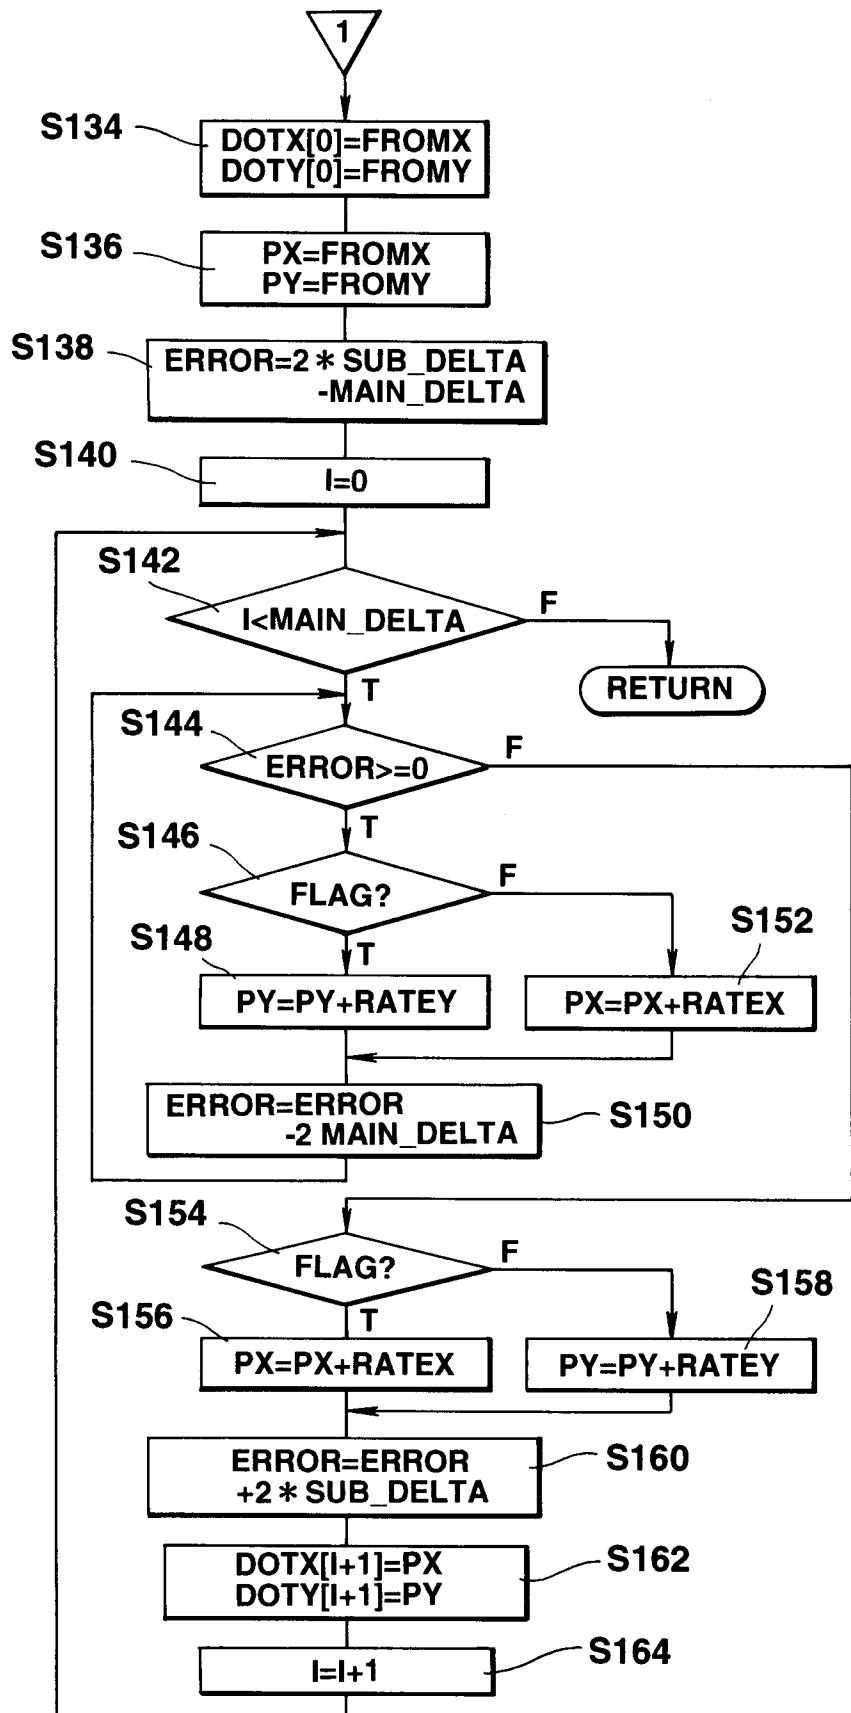 1
S134
DOTX[0]=FROMX
DOTY[0]=FROMY
S136
PX=FROMX
PY=FROMY
S138
ERROR=2*SUB_DELTA
-MAIN_DELTA
S140
I=0
S142
I<MAIN_DELTA
F
RETURN
T
S144
ERROR>=0
F
T
S146
FLAG?
F
T
S148
PY=PY+RATEY
S152
PX=PX+RATEX
ERROR=ERROR
-2 MAIN_DELTA
S150
S154
FLAG?
F
T
S156
PX=PX+RATEX
S158
PY=PY+RATEY
ERROR=ERROR
+2*SUB_DELTA
S160
DOTX[I+1]=PX
DOTY[I+1]=PY
S162
I=I+1
S164